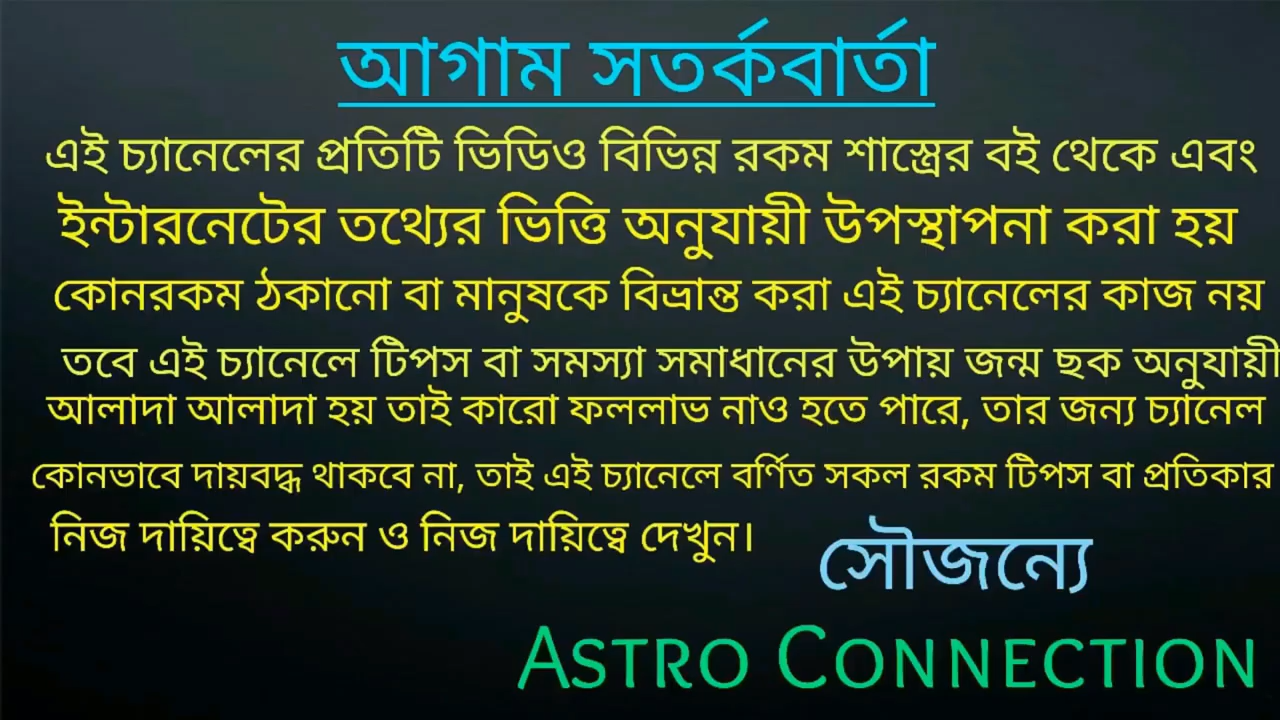 আগাম সতর্কবার্তা
এই চ্যানেলের প্রতিটি ভিডিও বিভিন্ন রকম শাস্ত্রের বই থেকে এবং
ইন্টারনেটের তথ্যের ভিত্তি অনুযায়ী উপস্থাপনা করা হয়
কোনরকম ঠকানো বা মানুষকে বিভ্রান্ত করা এই চ্যানেলের কাজ নয়
তবে এই চ্যানেলে টিপস বা সমস্যা সমাধানের উপায় জন্ম ছক অনুযায়ী
আলাদা আলাদা হয় তাই কারো ফললাভ নাও হতে পারে, তার জন্য চ্যানেল
কোনভাবে দায়বদ্ধ থাকবে না, তাই এই চ্যানেলে বর্ণিত সকল রকম টিপস বা প্রতিকার
নিজ দায়িত্বে করুন ও নিজ দায়িত্বে দেখুন।
সৌজন্যে
ASTRO CONNECTION